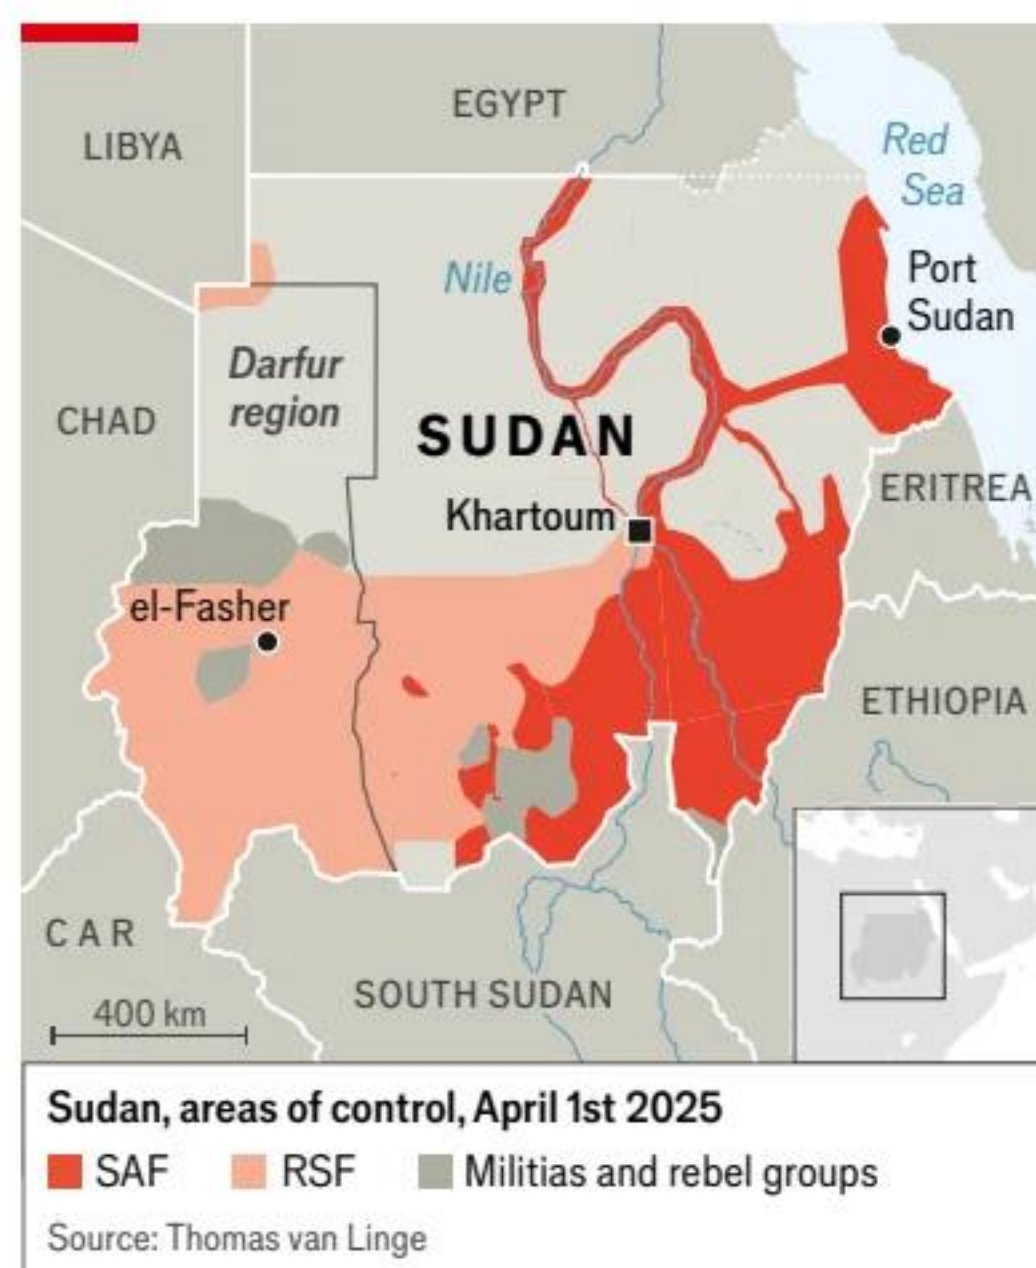 EGYPT
LIBYA
Red
Sea
Nile
Port
Sudan
Darfur
region
CHAD
SUDAN
ERITREA
Khartoum
el-Fasher
ETHIOPIA
CAR
SOUTH SUDAN
400 km
Sudan, areas of control, April 1st 2025
SAF RSF Militias and rebel groups
Source: Thomas van Linge